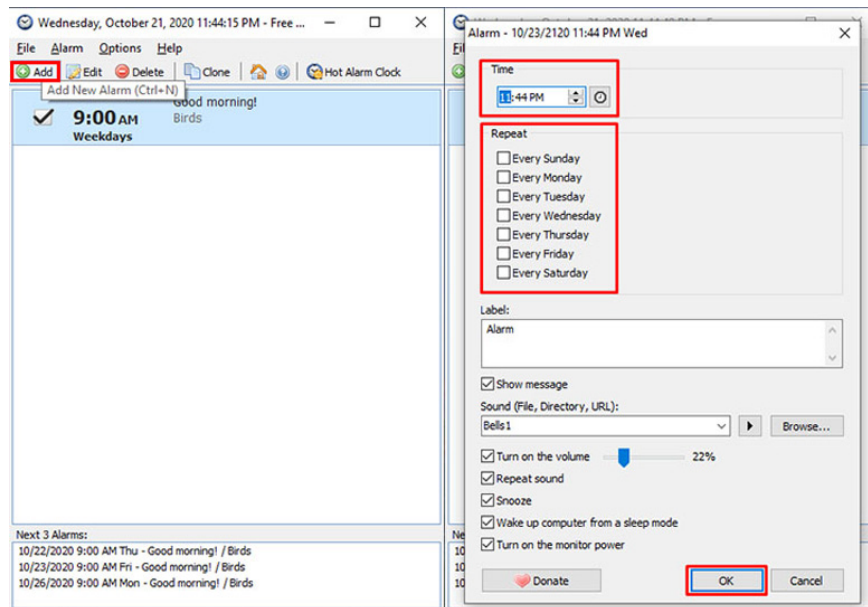 Wednesday, October 21, 2020 11:44:15 PM - Free ...
File Alarm Options Help
Add Edit Delete Clone Hot Alarm Clock
Add New Alarm (Ctrl+N)
Good morning!
9:00 AM Birds
Weekdays
Next 3 Alarms:
10/22/2020 9:00 AM Thu - Good morning! / Birds
10/23/2020 9:00 AM Fri - Good morning! / Birds
10/26/2020 9:00 AM Mon - Good morning! / Birds
Alarm - 10/23/2120 11:44 PM Wed
Time
11:44 PM
Repeat
Every Sunday
Every Monday
Every Tuesday
Every Wednesday
Every Thursday
Every Friday
Every Saturday
Label:
Alarm
Show message
Sound (File, Directory, URL):
Bells1 Browse...
Turn on the volume 22%
Repeat sound
Snooze
Wake up computer from a sleep mode
Turn on the monitor power
Donate OK Cancel